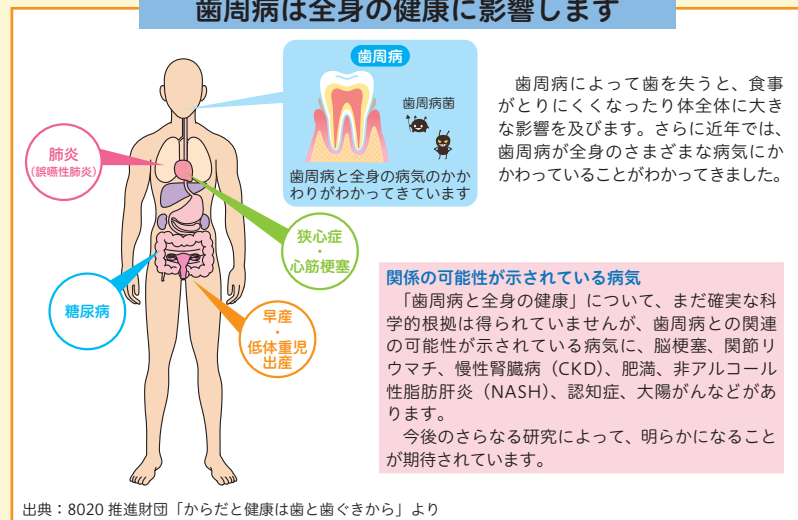 歯周病は全身の健康に影響します
歯周病
歯周病菌
歯周病と全身の病気のかか
わりがわかってきています
歯周病によって歯を失うと、食事
がとりにくくなったり体全体に大き
な影響を及びます。さらに近年では、
歯周病が全身のさまざまな病気にか
かわっていることがわかってきました。
肺炎
(誤嚥性肺炎)
狭心症
・
心筋梗塞
糖尿病
早産
・
低体重児
出産
関係の可能性が示されている病気
「歯周病と全身の健康」について、まだ確実な科
学的根拠は得られていませんが、歯周病との関連
の可能性が示されている病気に、脳梗塞、関節リ
ウマチ、慢性腎臓病（CKD）、肥満、非アルコール
性脂肪肝炎（NASH）、認知症、大陽がんなどがあ
ります。
今後のさらなる研究によって、明らかになること
が期待されています。
出典：8020 推進財団「からだと健康は歯と歯ぐきから」より